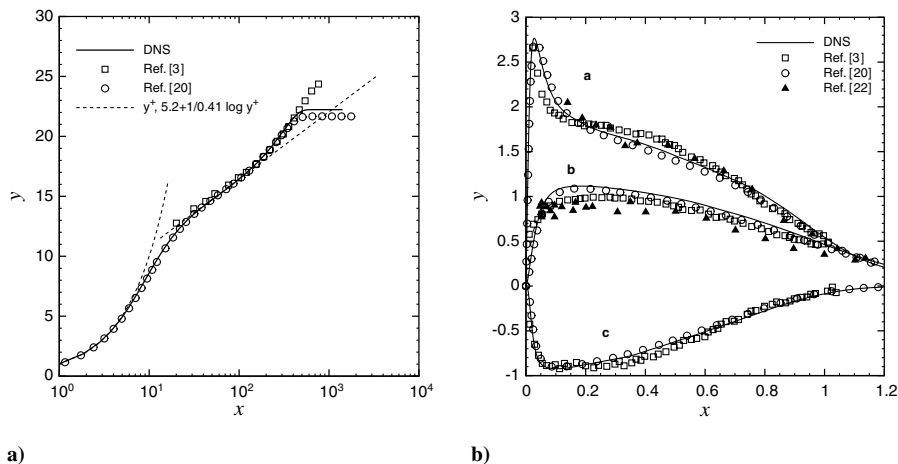 30
25
20
15
10
5
0
y
10^0
10^1
10^2
10^3
10^4
x
DNS
Ref. [3]
Ref. [20]
y^+, 5.2+1/0.41 log y^+
a)
3
2.5
2
1.5
1
0.5
0
-0.5
-1
y
0
0.2
0.4
0.6
0.8
1
1.2
x
DNS
Ref. [3]
Ref. [20]
Ref. [22]
a
b
c
b)